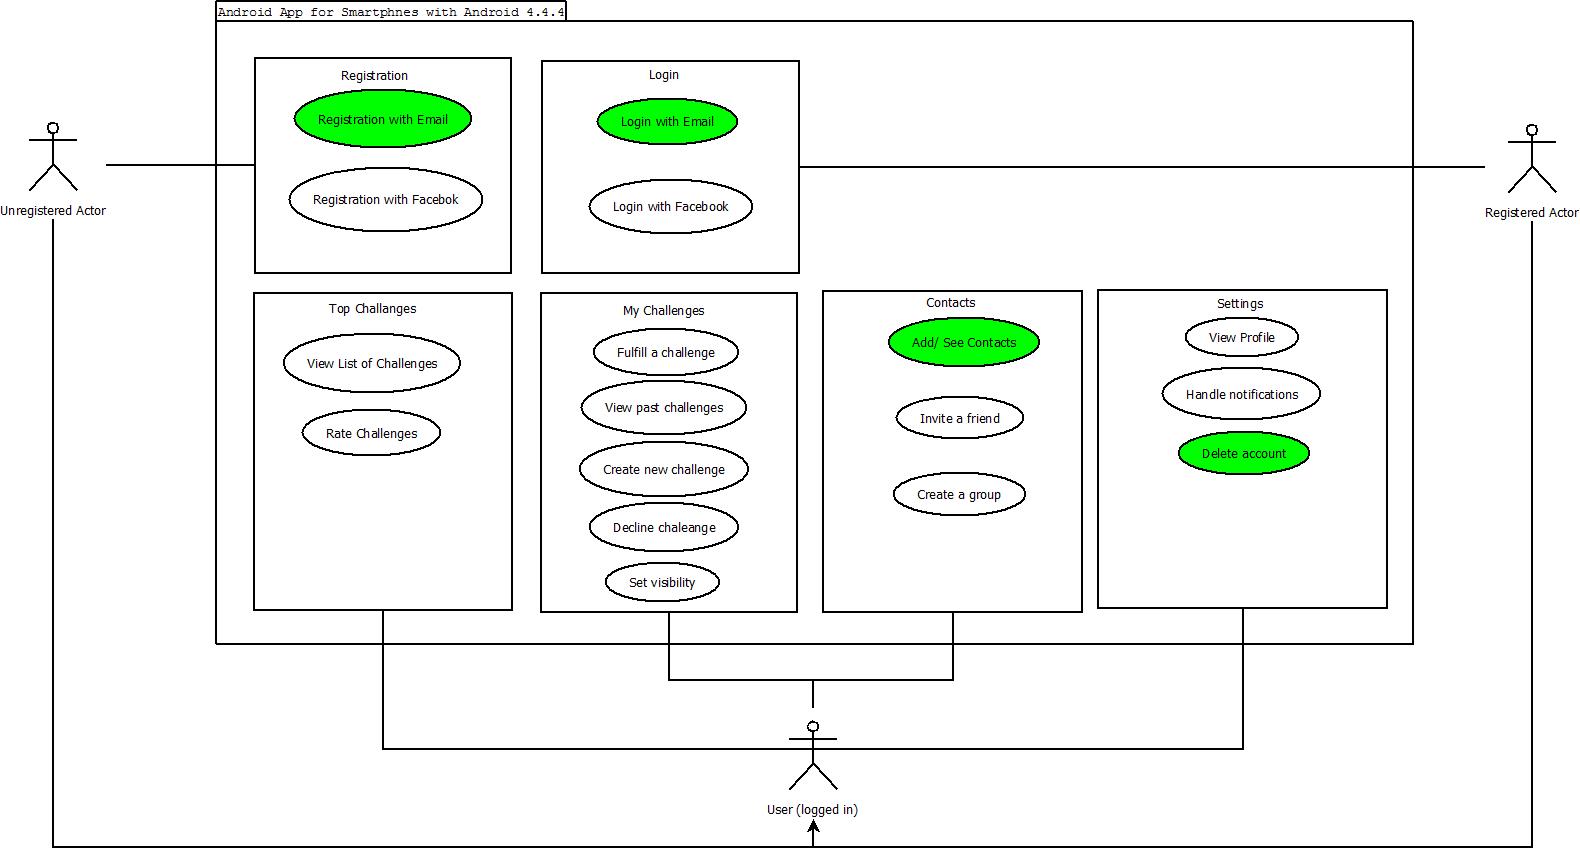 Android App for Smartphnes with Android 4.4.4
Registration
Registration with Email
Registration with Facebok
Login
Login with Email
Login with Facebook
Unregistered Actor
Registered Actor
Top Challanges
View List of Challenges
Rate Challenges
My Challenges
Fulfill a challenge
View past challenges
Create new challenge
Decline chaleange
Set visibility
Contacts
Add/ See Contacts
Invite a friend
Create a group
Settings
View Profile
Handle notifications
Delete account
User (logged in)